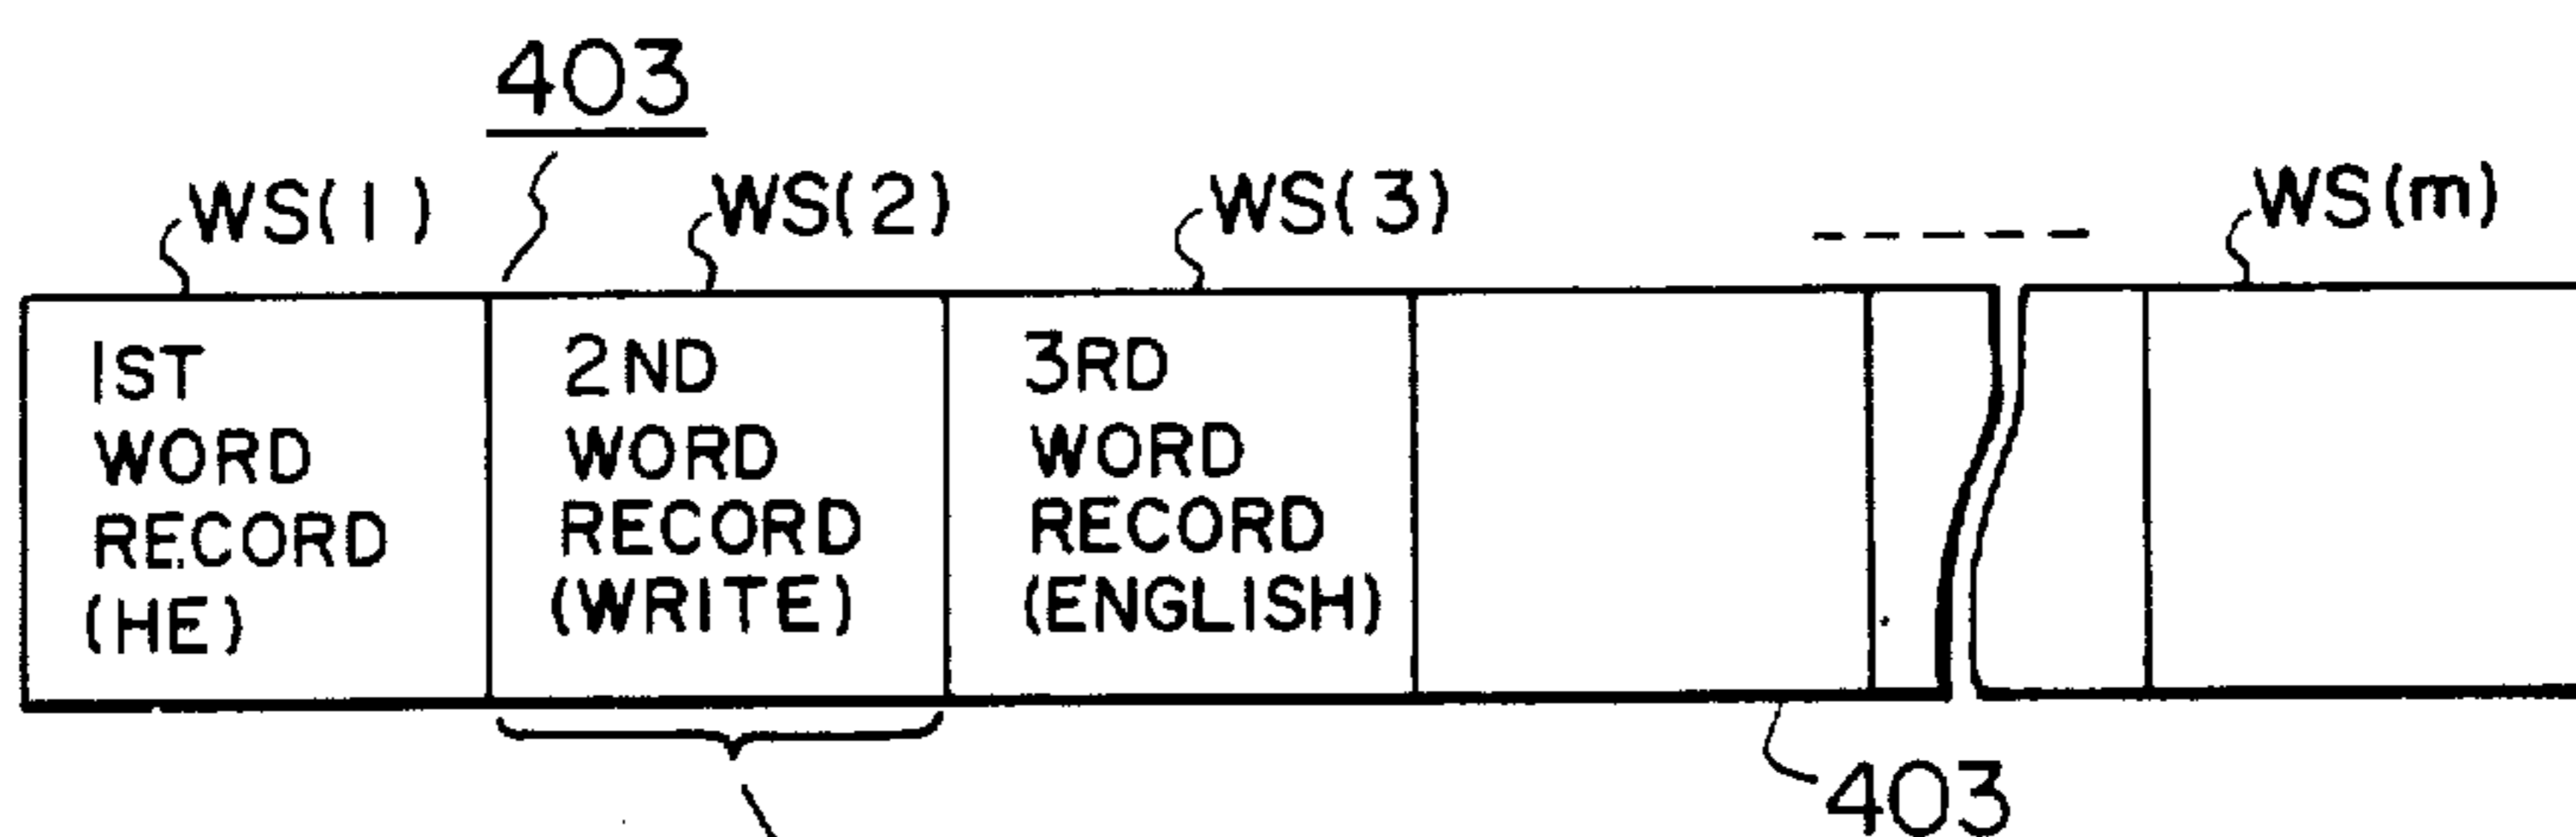 403
WS(1) WS(2) WS(3) WS(m)
1ST
WORD
RECORD
(HE)
2ND
WORD
RECORD
(WRITE)
3RD
WORD
RECORD
(ENGLISH)
403